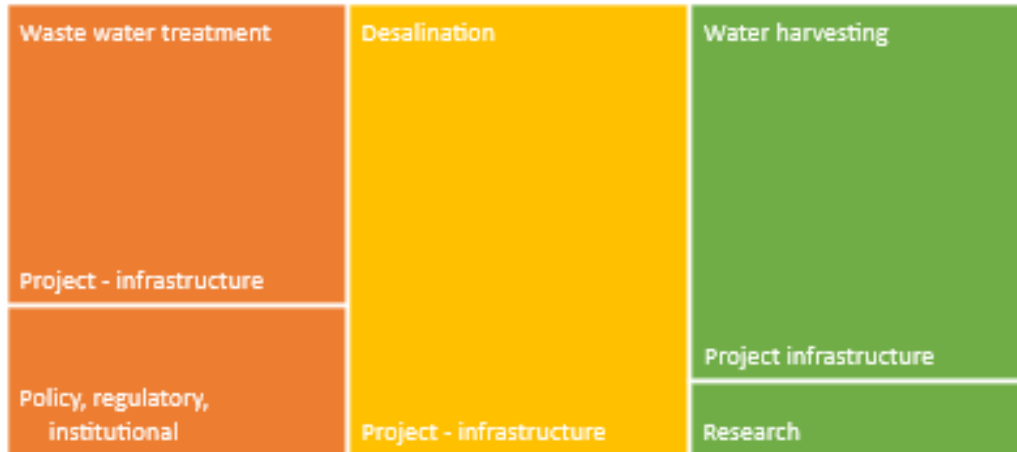 Waste water treatment
Project - infrastructure
Policy, regulatory,
institutional
Desalination
Project - infrastructure
Water harvesting
Project infrastructure
Research